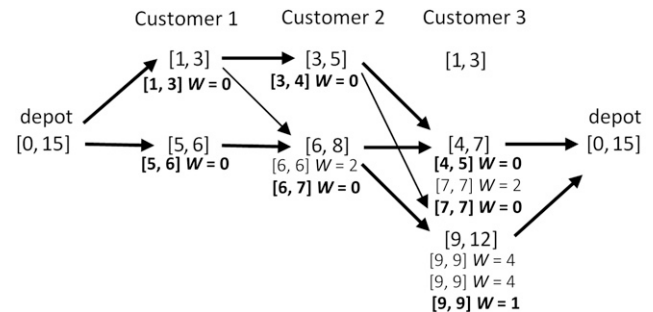 Customer 1
Customer 2
Customer 3
depot
[0, 15]
[1, 3]
[1, 3] W = 0
[5, 6]
[5, 6] W = 0
[3, 5]
[3, 4] W = 0
[6, 8]
[6, 6] W = 2
[6, 7] W = 0
[1, 3]
[4, 7]
[4, 5] W = 0
[7, 7] W = 2
[7, 7] W = 0
[9, 12]
[9, 9] W = 4
[9, 9] W = 4
[9, 9] W = 1
depot
[0, 15]